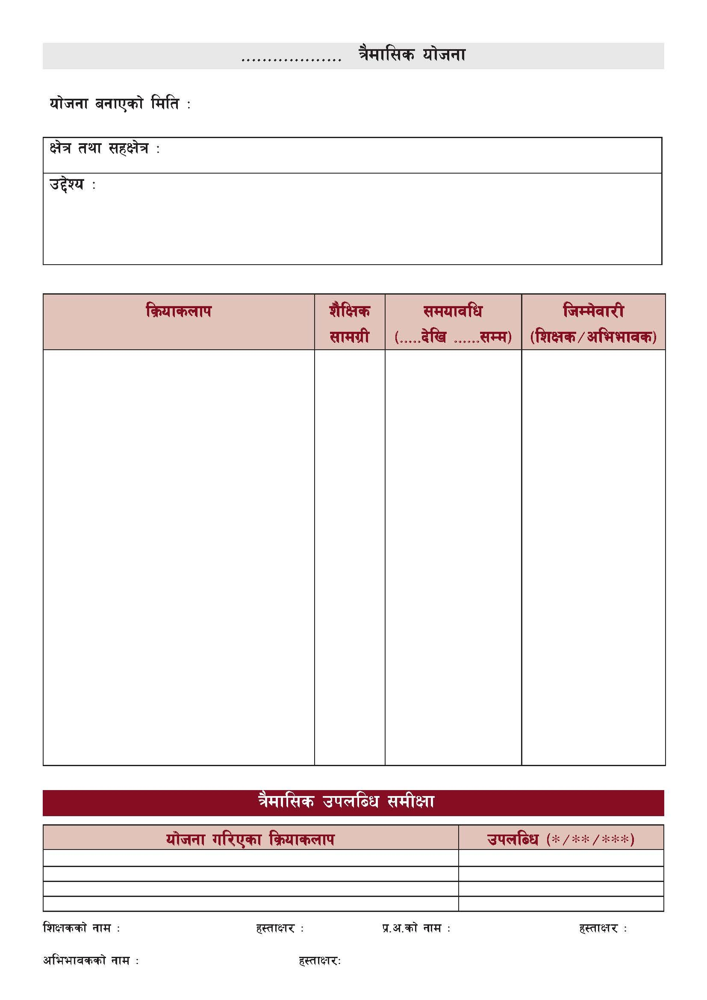 .................. त्रैमासिक योजना
योजना बनाएको मिति :
क्षेत्र तथा सहक्षेत्र :
उद्देश्य :
क्रियाकलाप शैक्षिक सामग्री समयावधि (.....देखि ......सम्म) जिम्मेवारी (शिक्षक/अभिभावक)
त्रैमासिक उपलब्धि समीक्षा
योजना गरिएका क्रियाकलाप उपलब्धि (*/**/***)
शिक्षकको नाम : हस्ताक्षर : प्र.अ.को नाम : हस्ताक्षर :
अभिभावकको नाम : हस्ताक्षर: